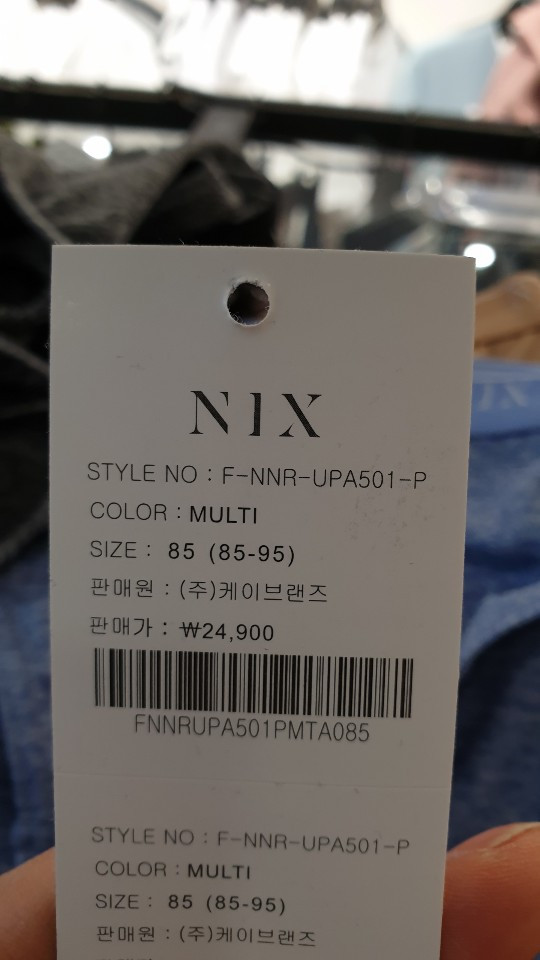 NIX
STYLE NO : F-NNR-UPA501-P
COLOR : MULTI
SIZE : 85 (85-95)
판매원 : (주)케이브랜즈
판매가 : ₩24,900
FNNRUPA501PMTA085
STYLE NO : F-NNR-UPA501-P
COLOR : MULTI
SIZE : 85 (85-95)
판매원 : (주)케이브랜즈